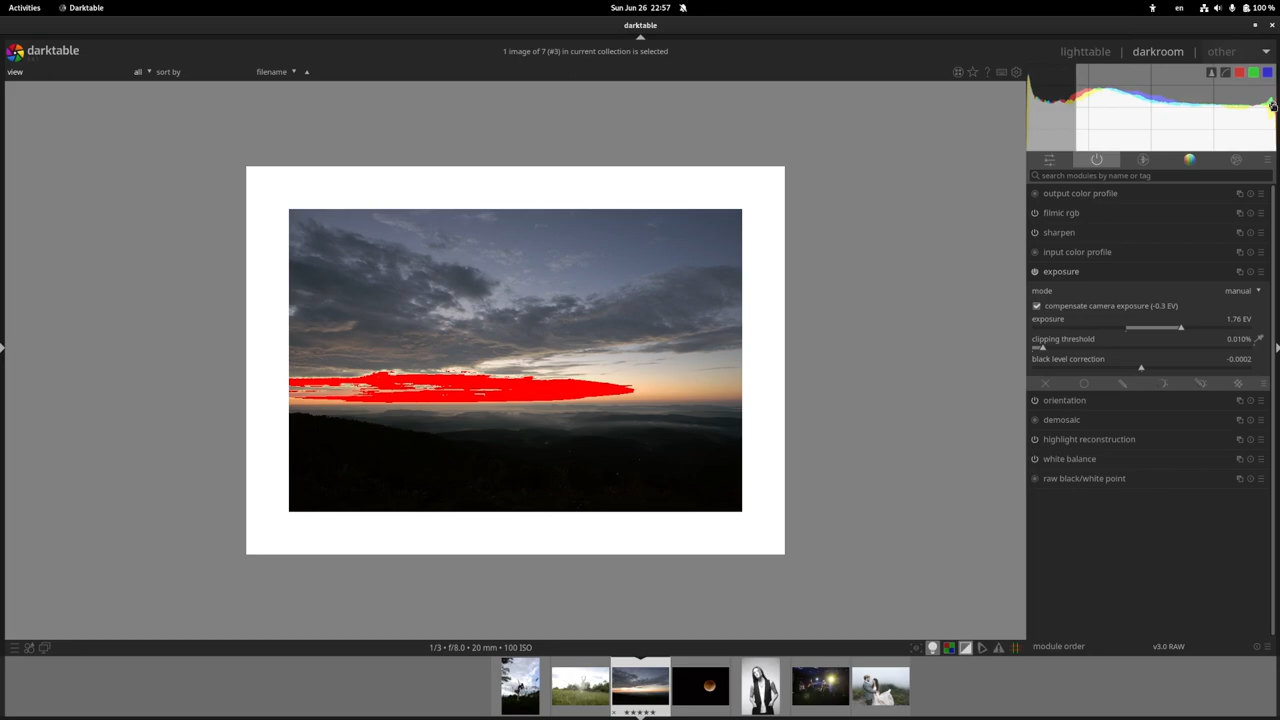 Activities Darktable Sun Jun 26 22:57 en 100 %
darktable
darktable 1 image of 7 (#3) in current collection is selected lighttable | darkroom | other
view all sort by filename
search modules by name or tag
output color profile
filmic rgb
sharpen
input color profile
exposure
mode manual
compensate camera exposure (-0.3 EV)
exposure 1.76 EV
clipping threshold 0.010%
black level correction -0.0002
orientation
demosaic
highlight reconstruction
white balance
raw black/white point
1/3 • f/8.0 • 20 mm • 100 ISO module order v3.0 RAW